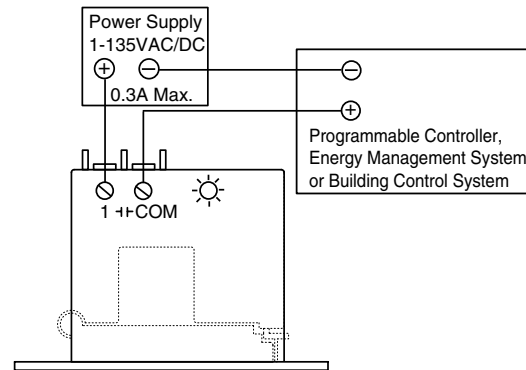 Power Supply
1-135VAC/DC
+ −
0.3A Max.
−
+
Programmable Controller,
Energy Management System
or Building Control System
1 ⊣⊢COM